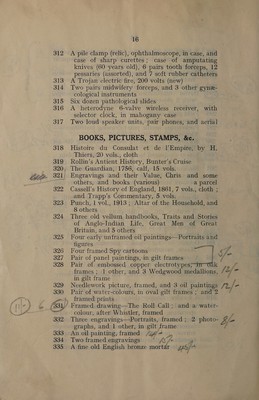 16
312 A pile clamp (relic), ophthalmoscope, in case, and
case of sharp curettes; case of amputating
knives (60 years old), 6 pairs tooth forceps, 12
pessaries (assorted), and 7 soft rubber catheters
313 A Trojan electric fire, 200 volts (new)
314 Two pairs midwifery forceps, and 3 other gynæ-
cological instruments
315 Six dozen pathological slides
316 A heterodyne 6-valve wireless receiver, with
selector clock, in mahogany case
317 Two loud speaker units, pair phones, and aerial
BOOKS, PICTURES, STAMPS, &c.
318 Histoire du Consulat et de l'Empire, by H.
Thiers, 20 vols., cloth
319 Rollin's Antient History, Bunter's Cruise
320 The Guardian, 1756, calf, 15 vols.
321 Engravings and their Value, Chris and some
others, and books (various) a parcel
322 Cassell's History of England, 1861, 7 vols., cloth;
and Trapp's Commentary, 8 vols.
323 Punch, 1 vol., 1913; Altar of the Household, and
8 others
324 Three old vellum handbooks, Traits and Stories
of Anglo-Indian Life, Great Men of Great
Britain, and 5 others
325 Four early unframed oil paintings—Portraits and
figures
326 Four framed Spy cartoons
327 Pair of panel paintings, in gilt frames
5/-
328 Pair of embossed copper electrotypes, in oak
frames; 1 other, and 3 Wedgwood medallions,
in gilt frame
12/-
329 Needlework picture, framed, and 3 oil paintings
12/-
330 Pair of water-colours, in oval gilt frames; and 2
framed prints
6
331 Framed drawing—The Roll Call; and a water-
colour, after Whistler, framed
332 Three engravings—Portraits, framed; 2 photo-
graphs, and 1 other, in gilt frame
333 An oil painting, framed
334 Two framed engravings
335 A fine old English bronze mortar